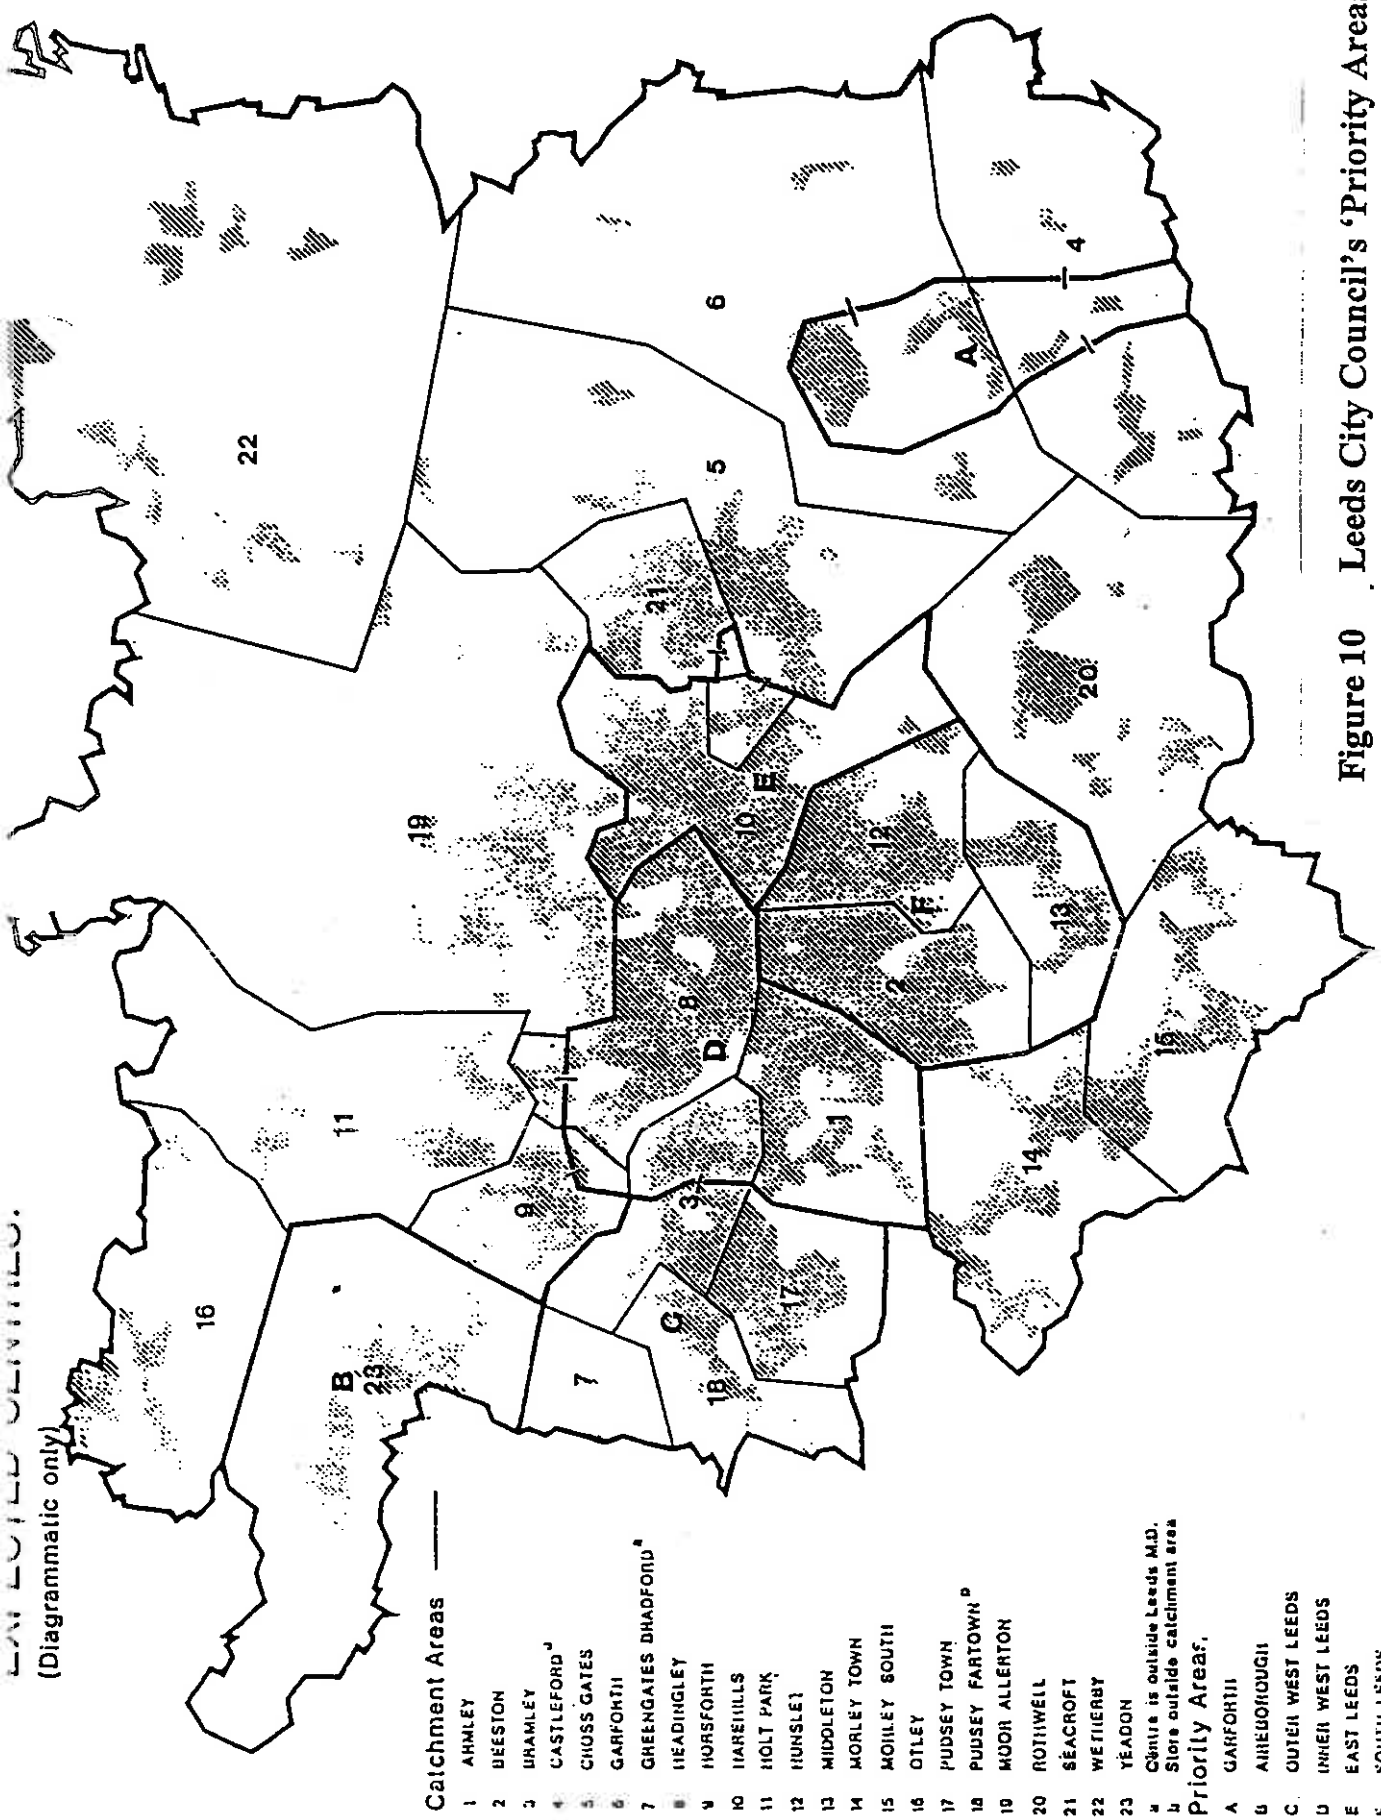 (Diagrammatic only)
Catchment Areas
1 ARMLEY
2 BEESTON
3 BRAMLEY
4 CASTLEFORD
5 CROSS GATES
6 GARFORTH
7 GREENGATES BRADFORD a
8 HEADINGLEY
9 HORSFORTH
10 HAREHILLS
11 HOLT PARK
12 HUNSLET
13 MIDDLETON
14 MORLEY TOWN
15 MORLEY SOUTH
16 OTLEY
17 PUDSEY TOWN
18 PUDSEY FARTOWN b
19 MOOR ALLERTON
20 ROTHWELL
21 SEACROFT
22 WETHERBY
23 YEADON
a Centre is outside Leeds M.D.
b Store outside catchment area
Priority Areas
A GARFORTH
B AIREBOROUGH
C OUTER WEST LEEDS
D INNER WEST LEEDS
E EAST LEEDS
SOUTH LEEDS
16
B
23
11
9
7
C
18
17
3
D
8
1
2
14
15
19
10
E
12
F
13
20
21
22
5
6
A
4
Figure 10 Leeds City Council's 'Priority Areas